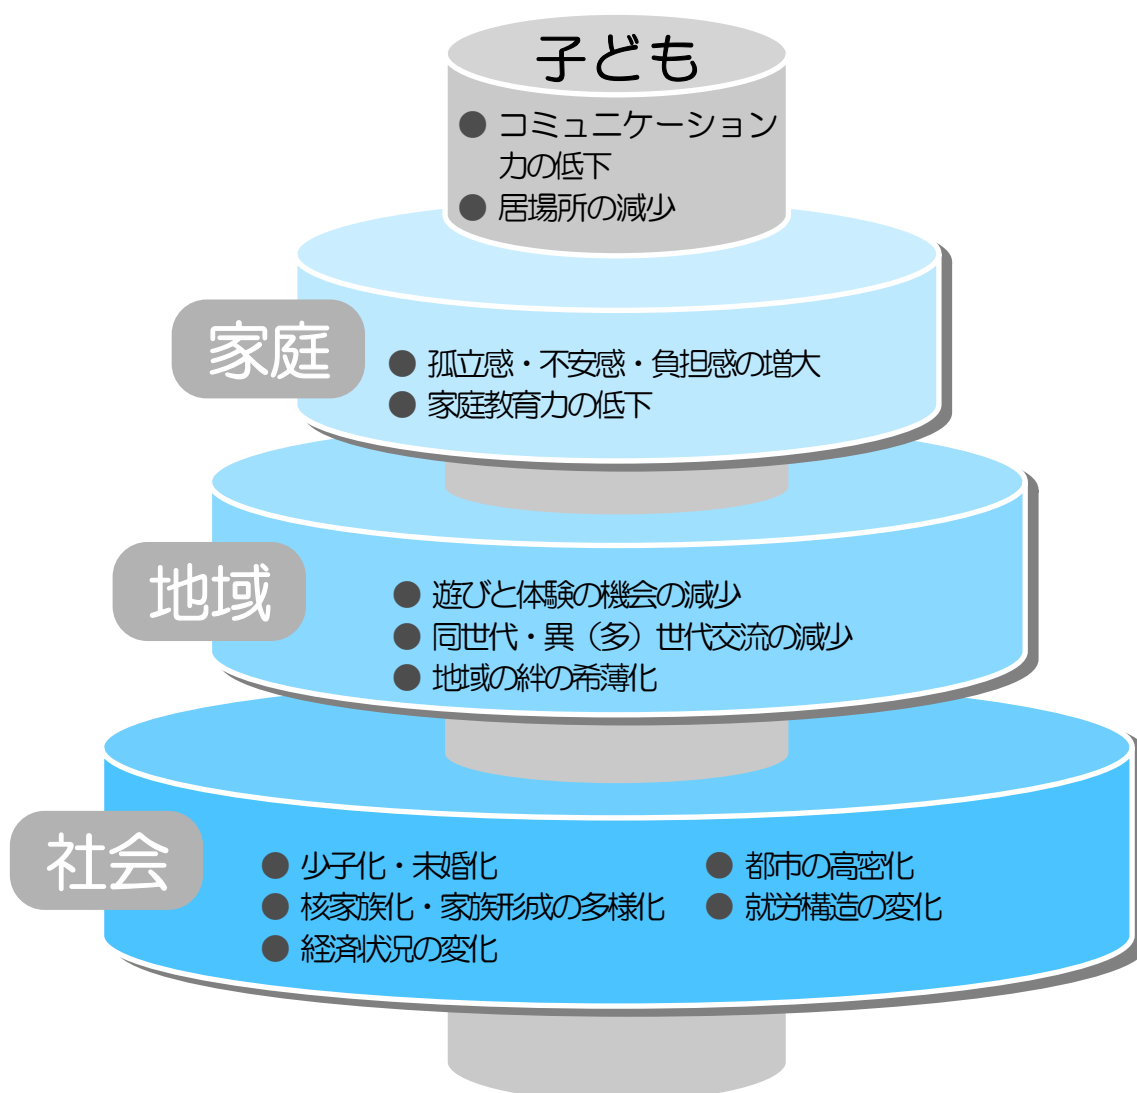 子ども
● コミュニケーション
力の低下
● 居場所の減少
家庭
● 孤立感・不安感・負担感の増大
● 家庭教育力の低下
地域
● 遊びと体験の機会の減少
● 同世代・異（多）世代交流の減少
● 地域の絆の希薄化
社会
● 少子化・未婚化
● 核家族化・家族形成の多様化
● 経済状況の変化
● 都市の高密化
● 就労構造の変化